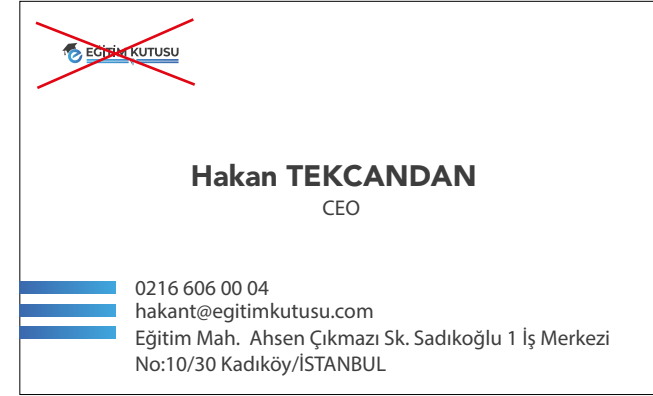 EĞİTİM KUTUSU
Hakan TEKCANDAN
CEO
0216 606 00 04
hakant@egitimkutusu.com
Eğitim Mah. Ahsen Çıkmazı Sk. Sadıkoğlu 1 İş Merkezi
No:10/30 Kadıköy/İSTANBUL